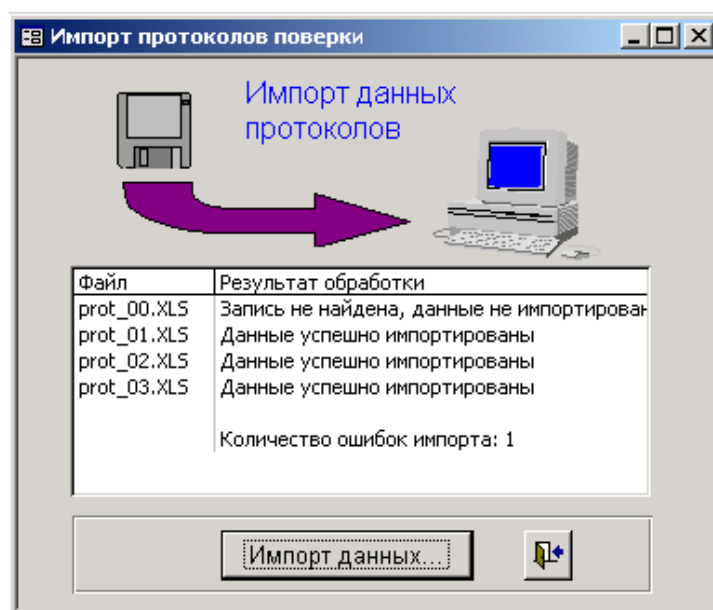 Импорт протоколов поверки
Импорт данных
протоколов
Файл Результат обработки
prot_00.XLS Запись не найдена, данные не импортирован
prot_01.XLS Данные успешно импортированы
prot_02.XLS Данные успешно импортированы
prot_03.XLS Данные успешно импортированы
Количество ошибок импорта: 1
Импорт данных...